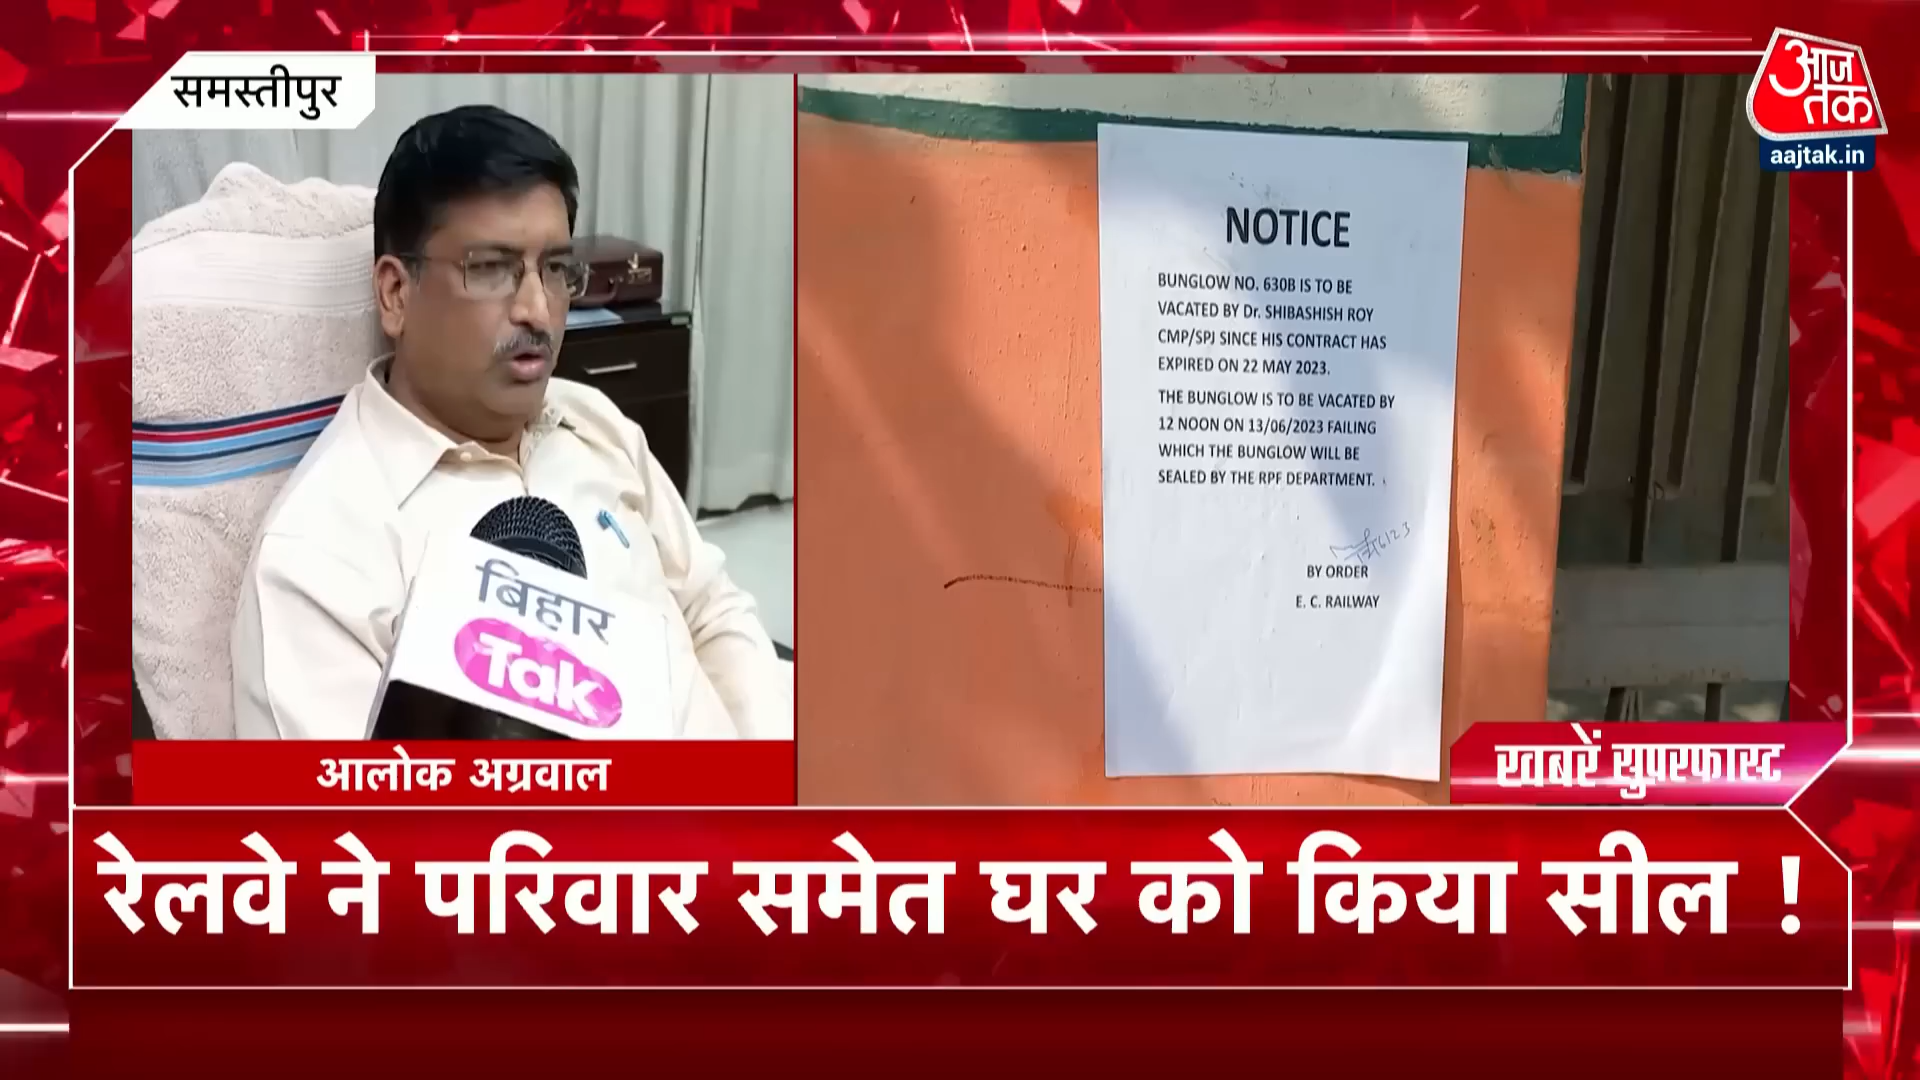 समस्तीपुर
आज
तक
aajtak.in
NOTICE
BUNGLOW NO. 630B IS TO BE
VACATED BY Dr. SHIBASHISH ROY
CMP/SPJ SINCE HIS CONTRACT HAS
EXPIRED ON 22 MAY 2023.
THE BUNGLOW IS TO BE VACATED BY
12 NOON ON 13/06/2023 FAILING
WHICH THE BUNGLOW WILL BE
SEALED BY THE RPF DEPARTMENT.
BY ORDER
E. C. RAILWAY
बिहार
Tak
आलोक अग्रवाल
खबरें सुपरफास्ट
रेलवे ने परिवार समेत घर को किया सील !